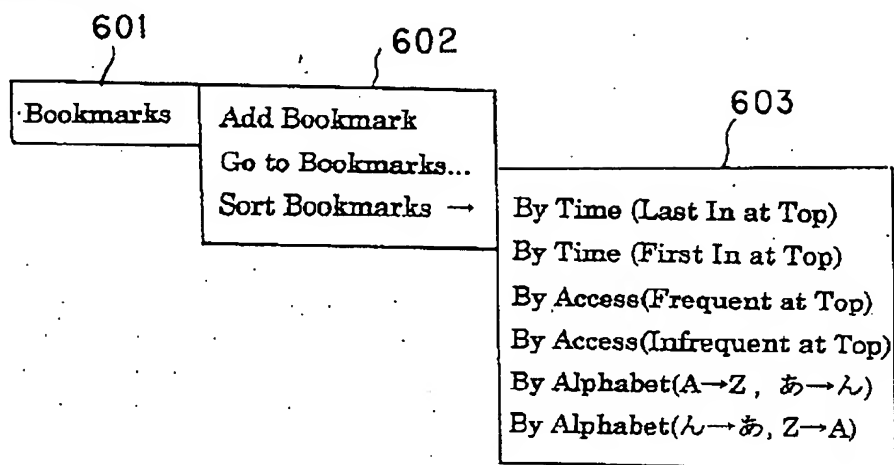 601
602
603
Bookmarks
Add Bookmark
Go to Bookmarks...
Sort Bookmarks →
By Time (Last In at Top)
By Time (First In at Top)
By Access(Frequent at Top)
By Access(Infrequent at Top)
By Alphabet(A→Z, あ→ん)
By Alphabet(ん→あ, Z→A)